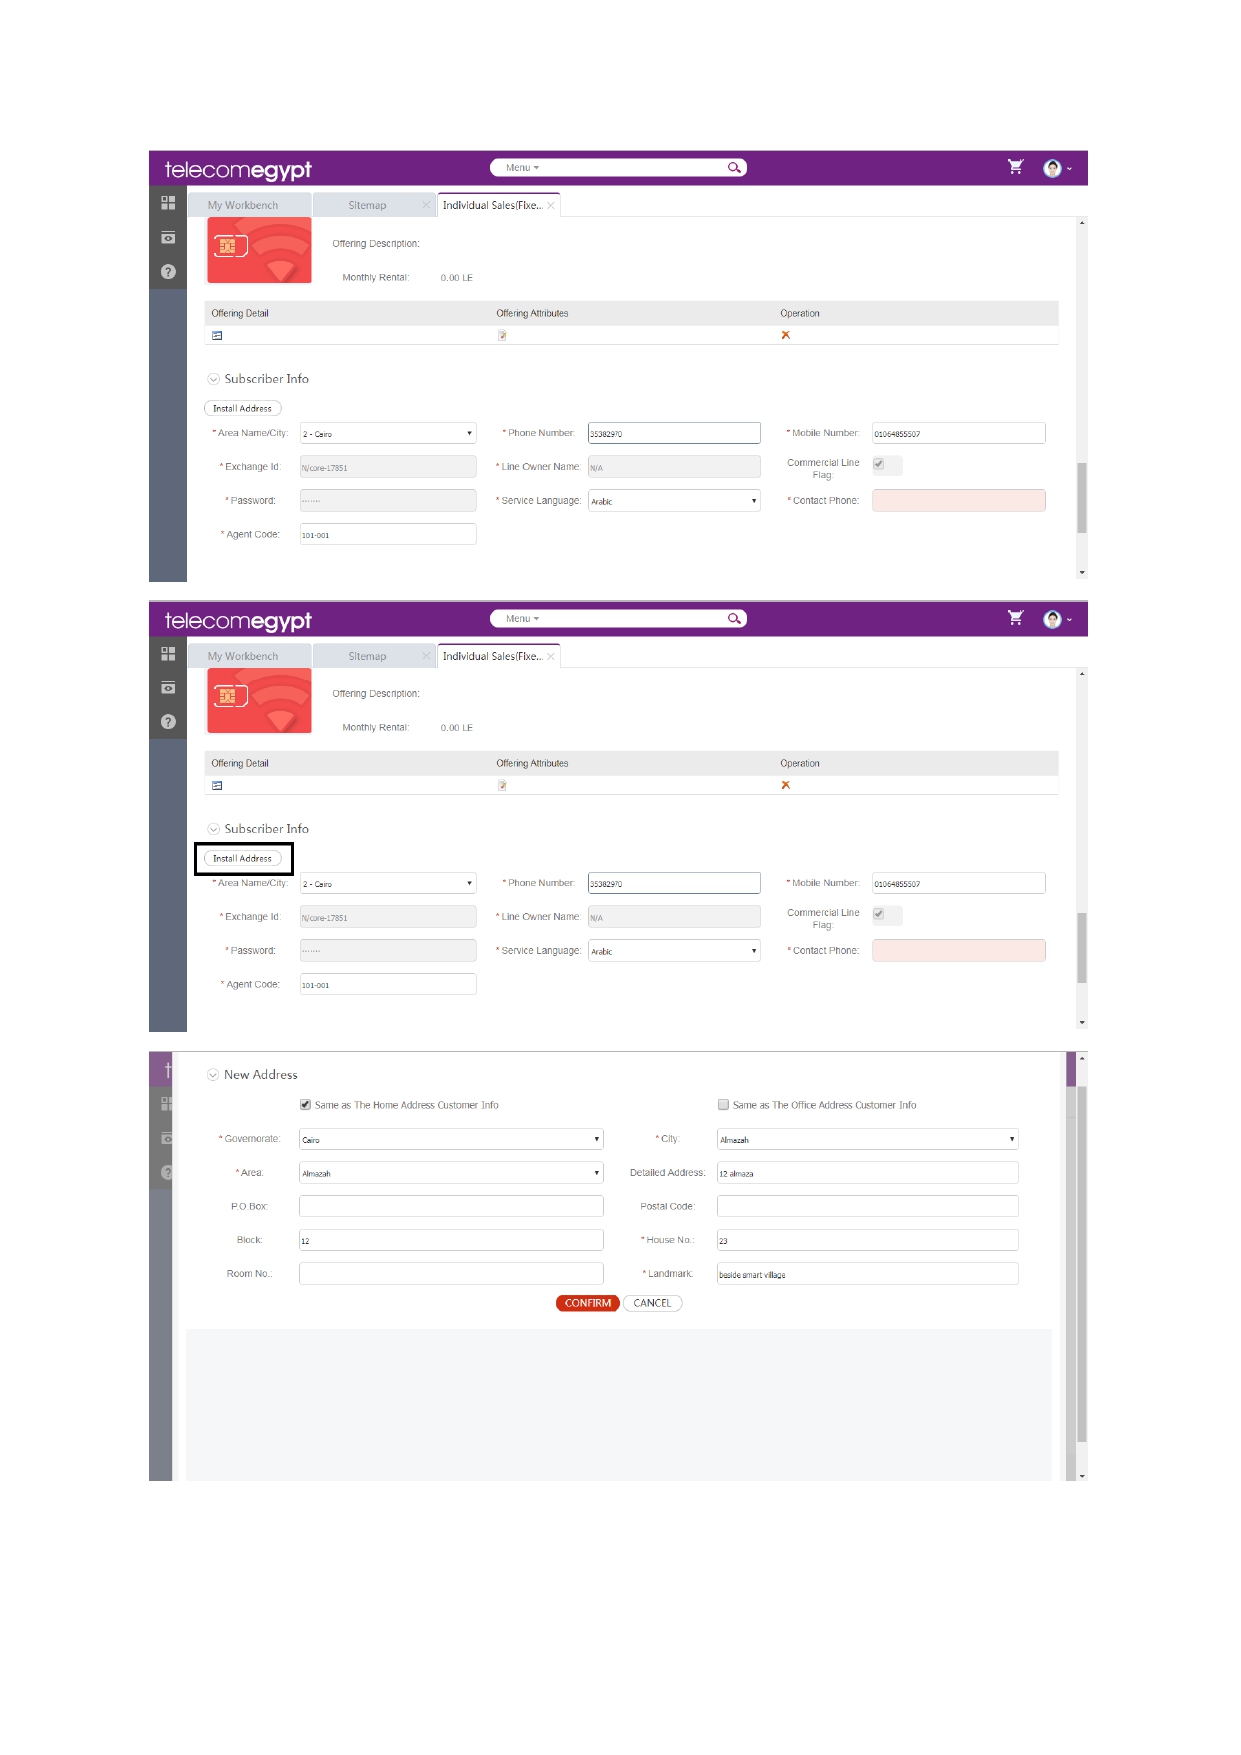 telecomegypt Menu
My Workbench Sitemap Individual Sales(Fixe...
Offering Description:
Monthly Rental: 0.00 LE
Offering Detail Offering Attributes Operation
Subscriber Info
Install Address
* Area Name/City: 2 - Cairo * Phone Number: 35382970 * Mobile Number: 01064855507
* Exchange Id: N/core-17851 * Line Owner Name: N/A Commercial Line
Flag:
* Password: ······· * Service Language: Arabic * Contact Phone:
* Agent Code: 101-001
telecomegypt Menu
My Workbench Sitemap Individual Sales(Fixe...
Offering Description:
Monthly Rental: 0.00 LE
Offering Detail Offering Attributes Operation
Subscriber Info
Install Address
* Area Name/City: 2 - Cairo * Phone Number: 35382970 * Mobile Number: 01064855507
* Exchange Id: N/core-17851 * Line Owner Name: N/A Commercial Line
Flag:
* Password: ······· * Service Language: Arabic * Contact Phone:
* Agent Code: 101-001
t New Address
Same as The Home Address Customer Info Same as The Office Address Customer Info
* Governorate: Cairo * City: Almazah
* Area: Almazah Detailed Address: 12 almaza
P.O.Box: Postal Code:
Block: 12 * House No.: 23
Room No.: * Landmark: beside smart village
CONFIRM CANCEL